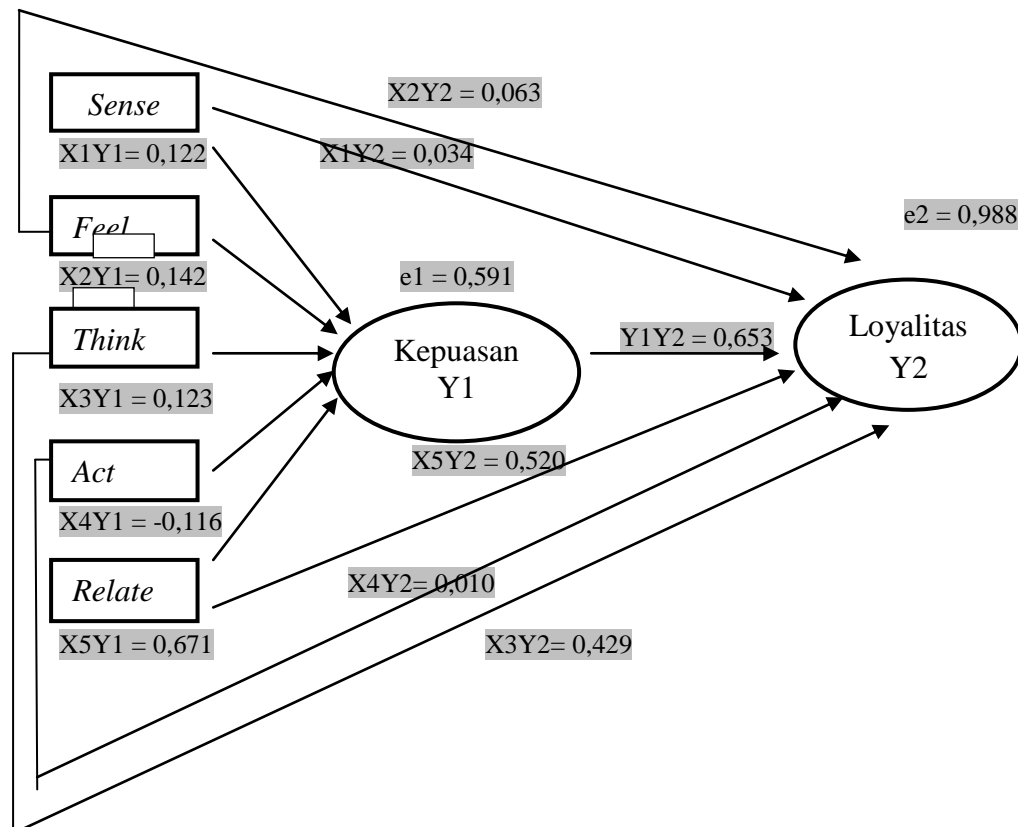 X2Y2 = 0,063
Sense
X1Y1= 0,122
X1Y2 = 0,034
Feel
e2 = 0,988
X2Y1= 0,142
e1 = 0,591
Think
Kepuasan
Y1
Y1Y2 = 0,653
Loyalitas
Y2
X3Y1 = 0,123
Act
X5Y2 = 0,520
X4Y1 = -0,116
Relate
X4Y2= 0,010
X5Y1 = 0,671
X3Y2= 0,429